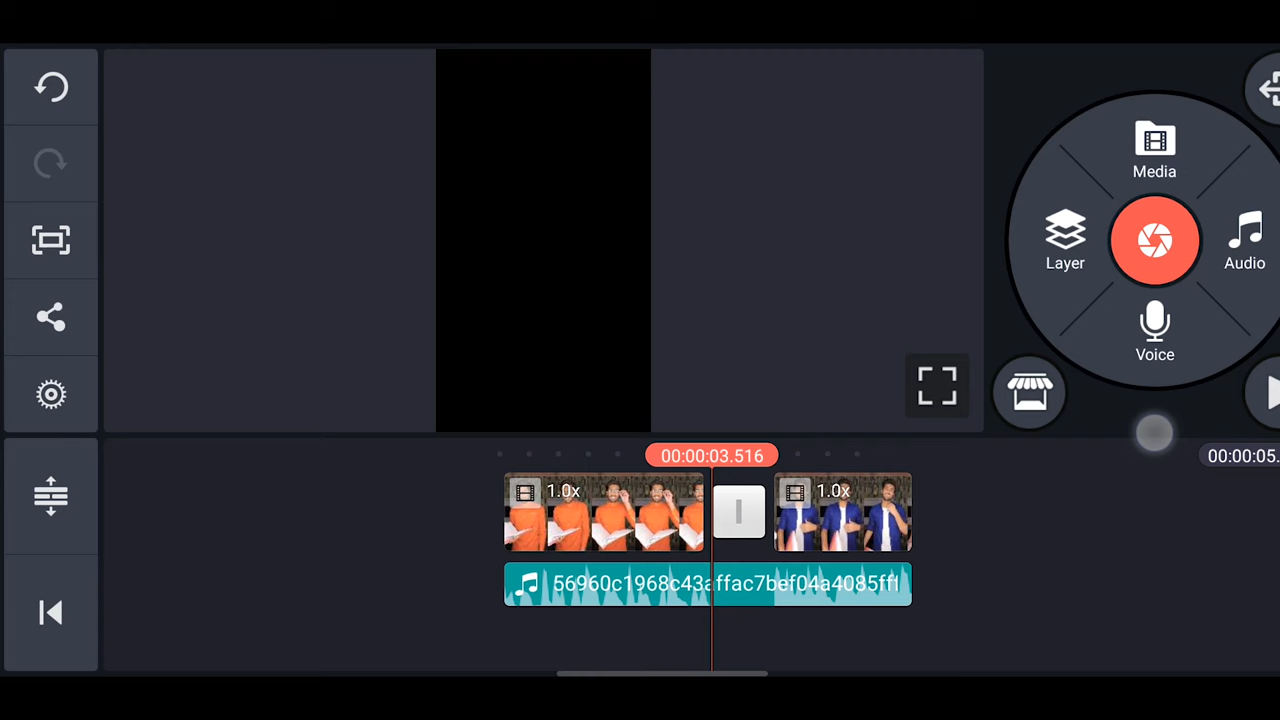 Media
Layer
Audio
Voice
00:00:03.516
00:00:05.
1.0x
1.0x
56960c1968c43affac7bef04a4085ff